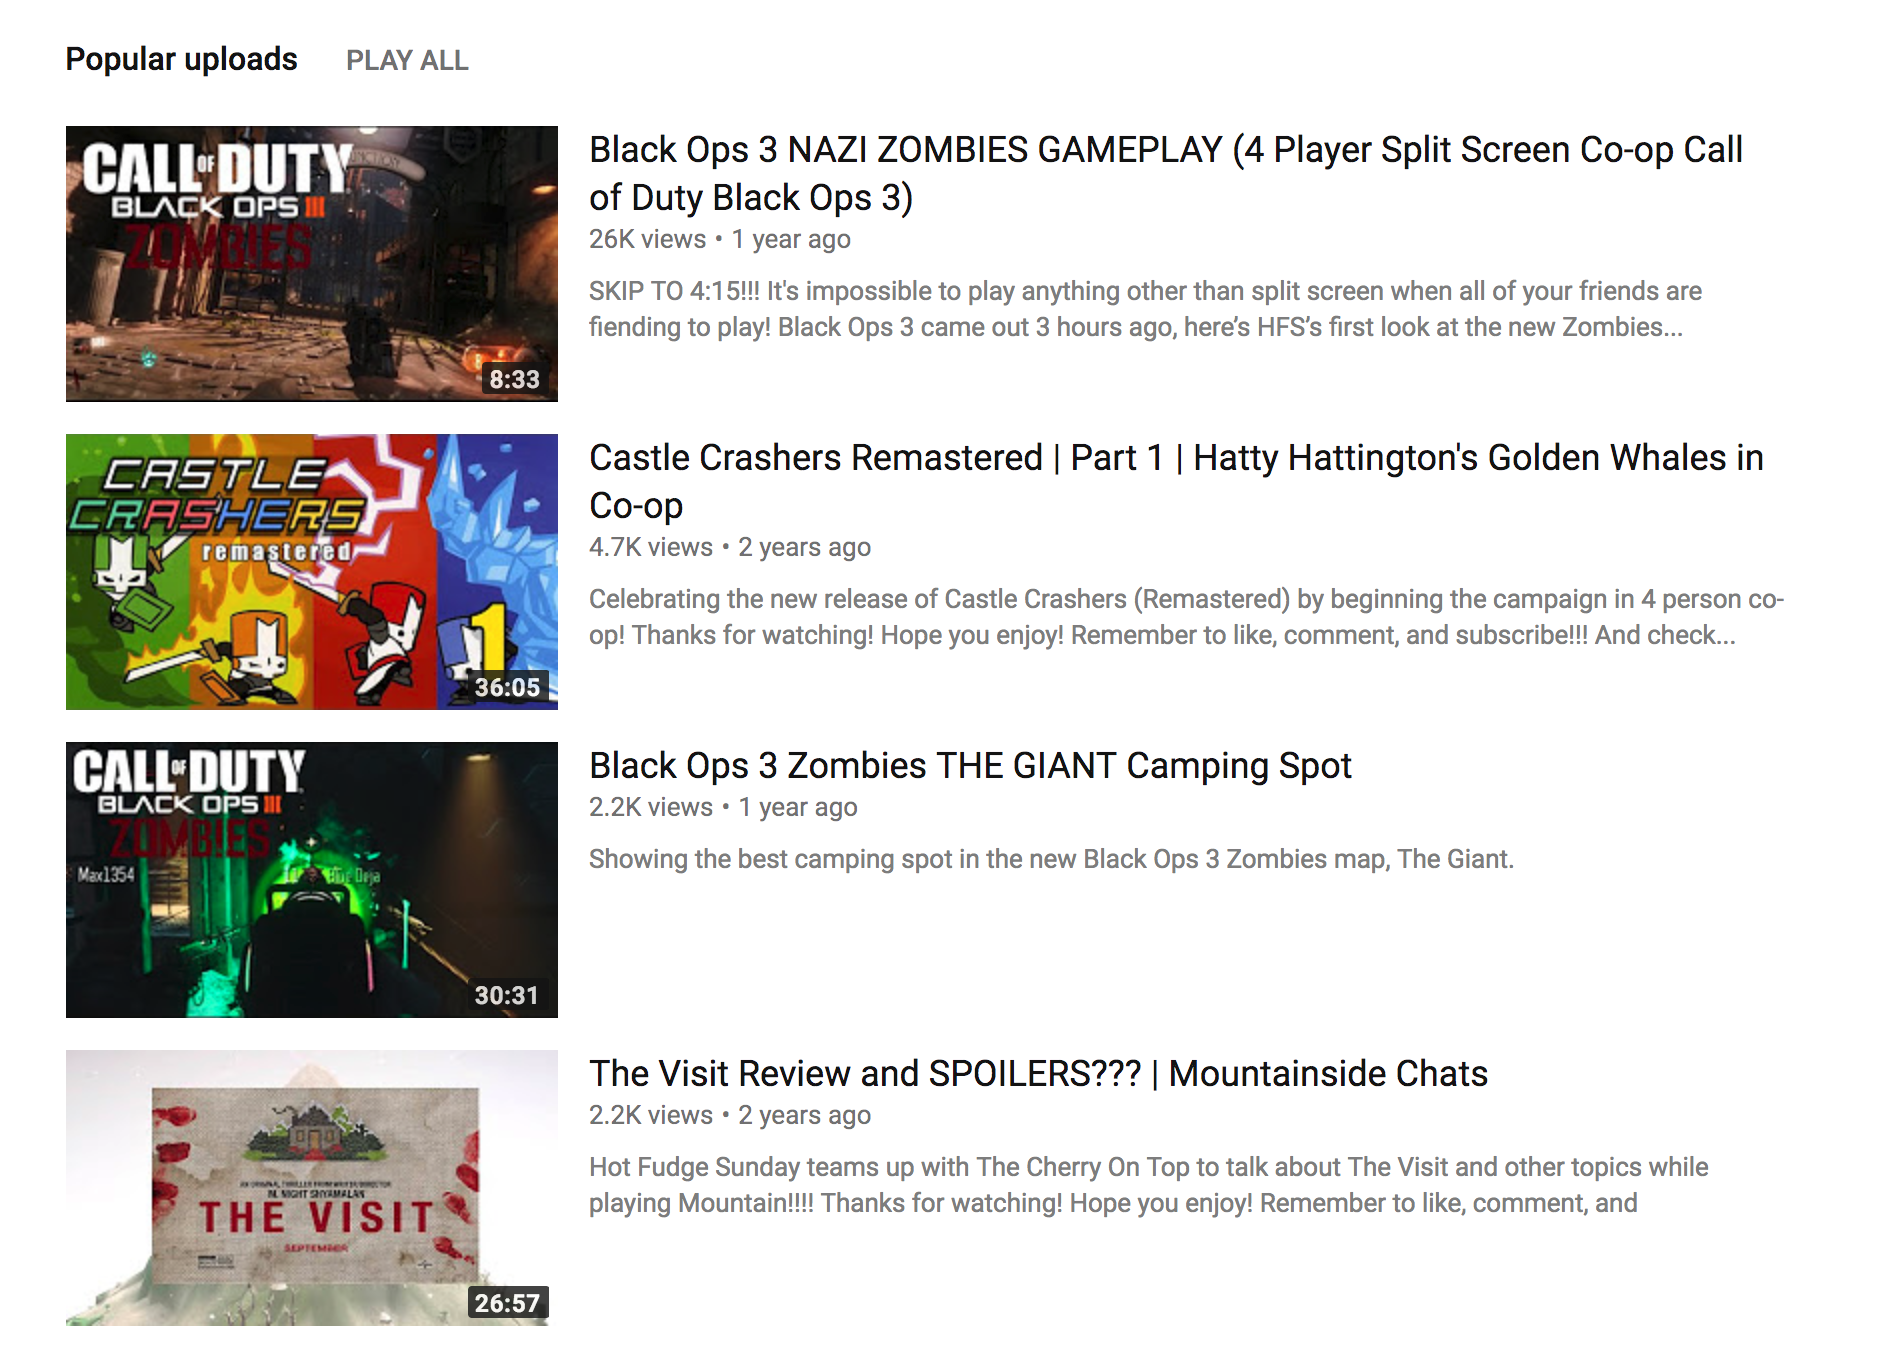 Popular uploads PLAY ALL
CALL OF DUTY
BLACK OPS III
ZOMBIES
8:33
Black Ops 3 NAZI ZOMBIES GAMEPLAY (4 Player Split Screen Co-op Call
of Duty Black Ops 3)
26K views • 1 year ago
SKIP TO 4:15!!! It's impossible to play anything other than split screen when all of your friends are
fiending to play! Black Ops 3 came out 3 hours ago, here’s HFS’s first look at the new Zombies...
CASTLE
CRASHERS
remastered
1
36:05
Castle Crashers Remastered | Part 1 | Hatty Hattington's Golden Whales in
Co-op
4.7K views • 2 years ago
Celebrating the new release of Castle Crashers (Remastered) by beginning the campaign in 4 person co-
op! Thanks for watching! Hope you enjoy! Remember to like, comment, and subscribe!!! And check...
CALL OF DUTY
BLACK OPS III
ZOMBIES
Max1354
Deja
30:31
Black Ops 3 Zombies THE GIANT Camping Spot
2.2K views • 1 year ago
Showing the best camping spot in the new Black Ops 3 Zombies map, The Giant.
AN ORIGINAL THRILLER FROM WRITER/DIRECTOR
M. NIGHT SHYAMALAN
THE VISIT
SEPTEMBER
26:57
The Visit Review and SPOILERS??? | Mountainside Chats
2.2K views • 2 years ago
Hot Fudge Sunday teams up with The Cherry On Top to talk about The Visit and other topics while
playing Mountain!!!! Thanks for watching! Hope you enjoy! Remember to like, comment, and